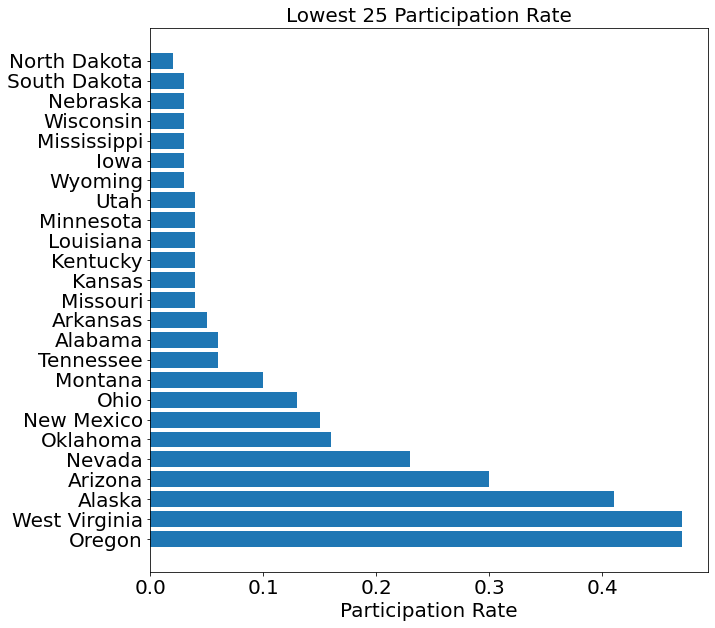 Lowest 25 Participation Rate
North Dakota
South Dakota
Nebraska
Wisconsin
Mississippi
Iowa
Wyoming
Utah
Minnesota
Louisiana
Kentucky
Kansas
Missouri
Arkansas
Alabama
Tennessee
Montana
Ohio
New Mexico
Oklahoma
Nevada
Arizona
Alaska
West Virginia
Oregon
0.0 0.1 0.2 0.3 0.4
Participation Rate